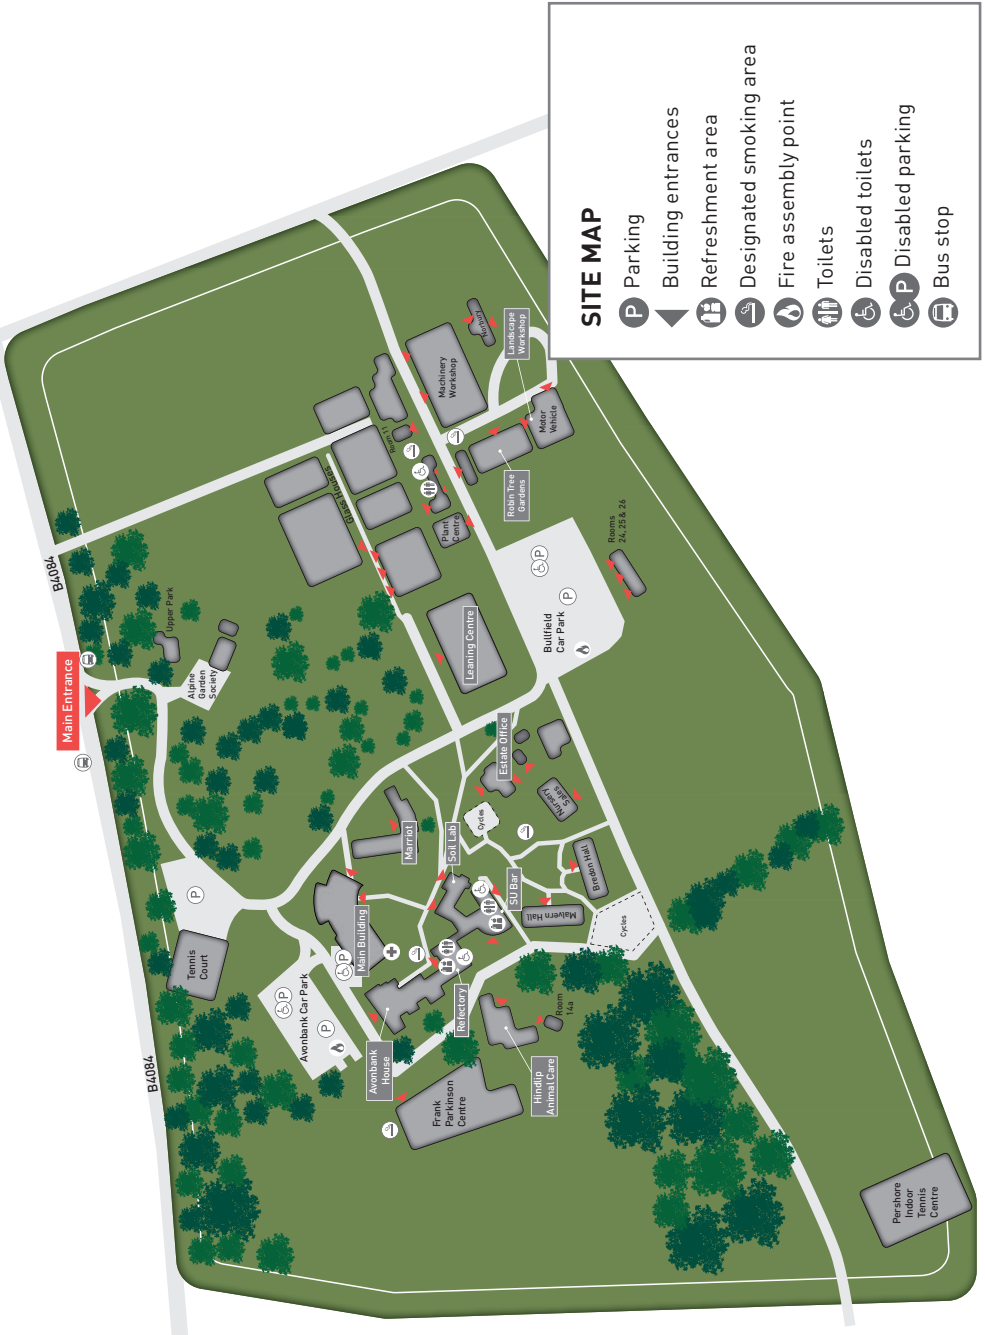 SITE MAP
Parking
Building entrances
Refreshment area
Designated smoking area
Fire assembly point
Toilets
Disabled toilets
Disabled parking
Bus stop
P
P
Main Entrance
B4084
B4084
Upper Park
Alpine
Garden
Society
Glass Houses
Room 11
Plant
Centre
Machinery
Workshop
Norbury
Landscape
Workshop
Motor
Vehicle
Robin Tree
Gardens
Rooms
24, 25 & 26
Bullfield
Car Park
P
P
Leaning Centre
Estate Office
Nursery
Sales
Cycles
Soil Lab
Marriot
SU Bar
Bredon Hall
Malvern Hall
Cycles
Main Building
P
P
Tennis
Court
Avonbank Car Park
P
P
Avonbank
House
Refectory
Room
14a
Hindlip
Animal Care
Frank
Parkinson
Centre
Pershore
Indoor
Tennis
Centre